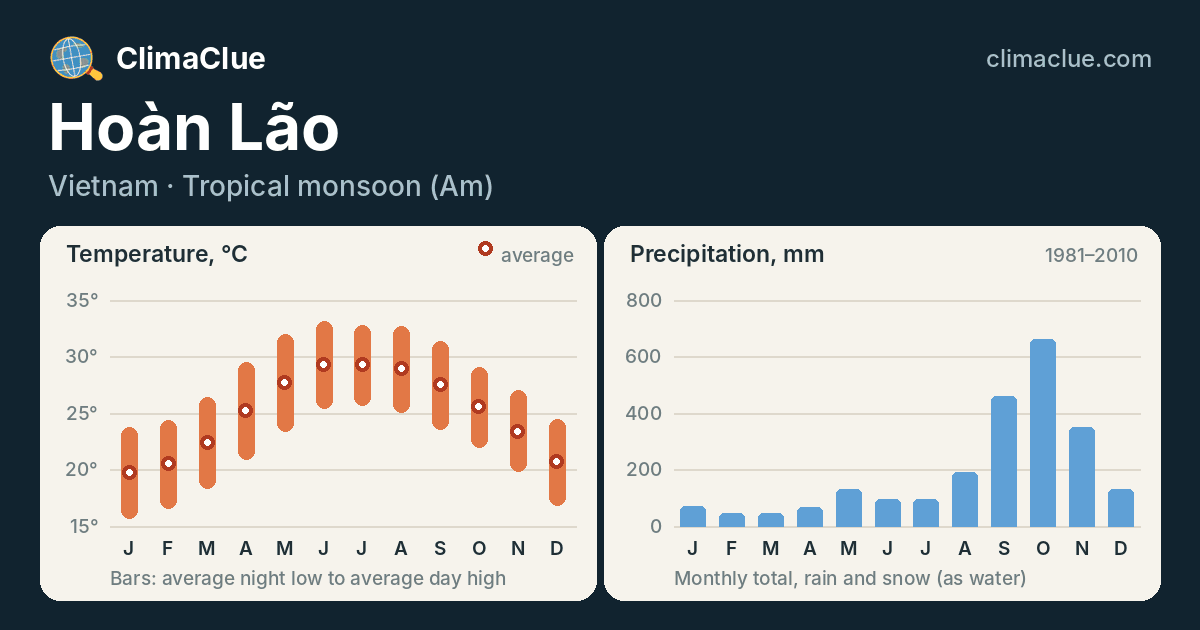 ClimaClue
climaclue.com
Hoàn Lão
Vietnam · Tropical monsoon (Am)
Temperature, °C
average
35°
30°
25°
20°
15°
J F M A M J J A S O N D
Bars: average night low to average day high
Precipitation, mm
1981–2010
800
600
400
200
0
J F M A M J J A S O N D
Monthly total, rain and snow (as water)